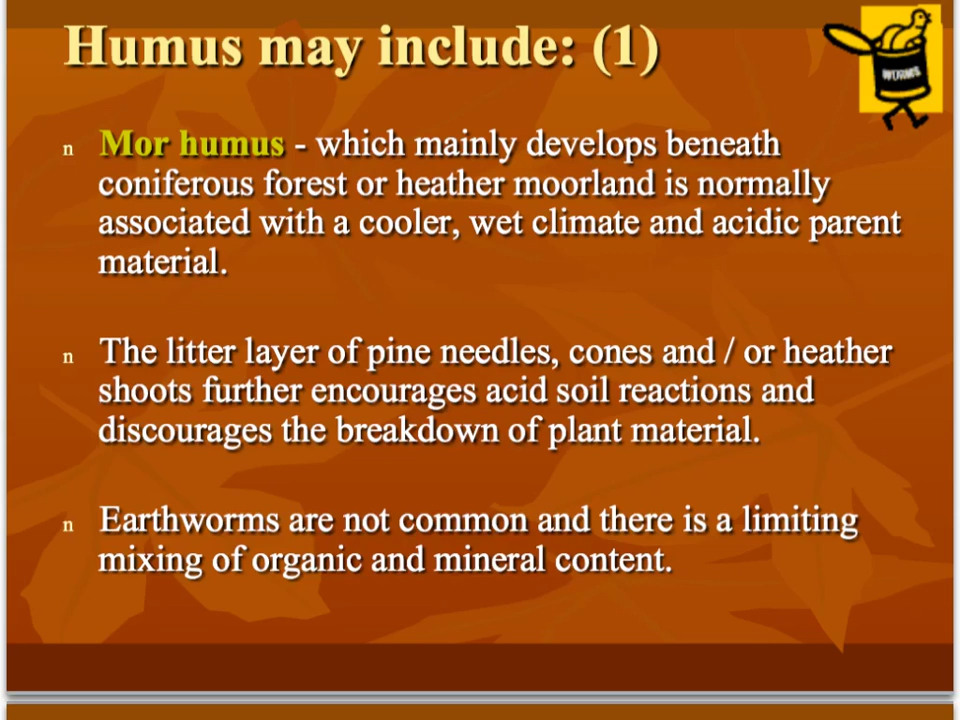 Humus may include: (1)
WORMS
n Mor humus - which mainly develops beneath
coniferous forest or heather moorland is normally
associated with a cooler, wet climate and acidic parent
material.
n The litter layer of pine needles, cones and / or heather
shoots further encourages acid soil reactions and
discourages the breakdown of plant material.
n Earthworms are not common and there is a limiting
mixing of organic and mineral content.